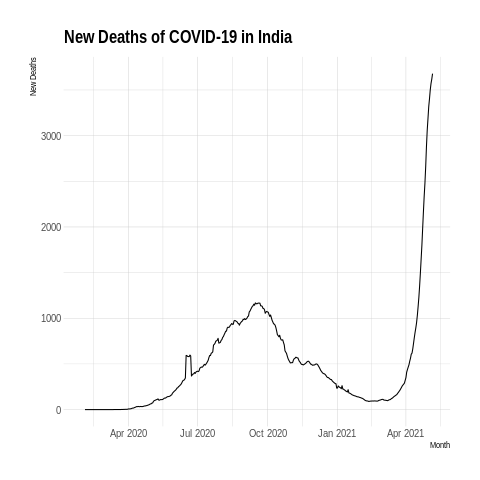 New Deaths of COVID-19 in India
New Deaths
3000
2000
1000
0
Apr 2020 Jul 2020 Oct 2020 Jan 2021 Apr 2021
Month